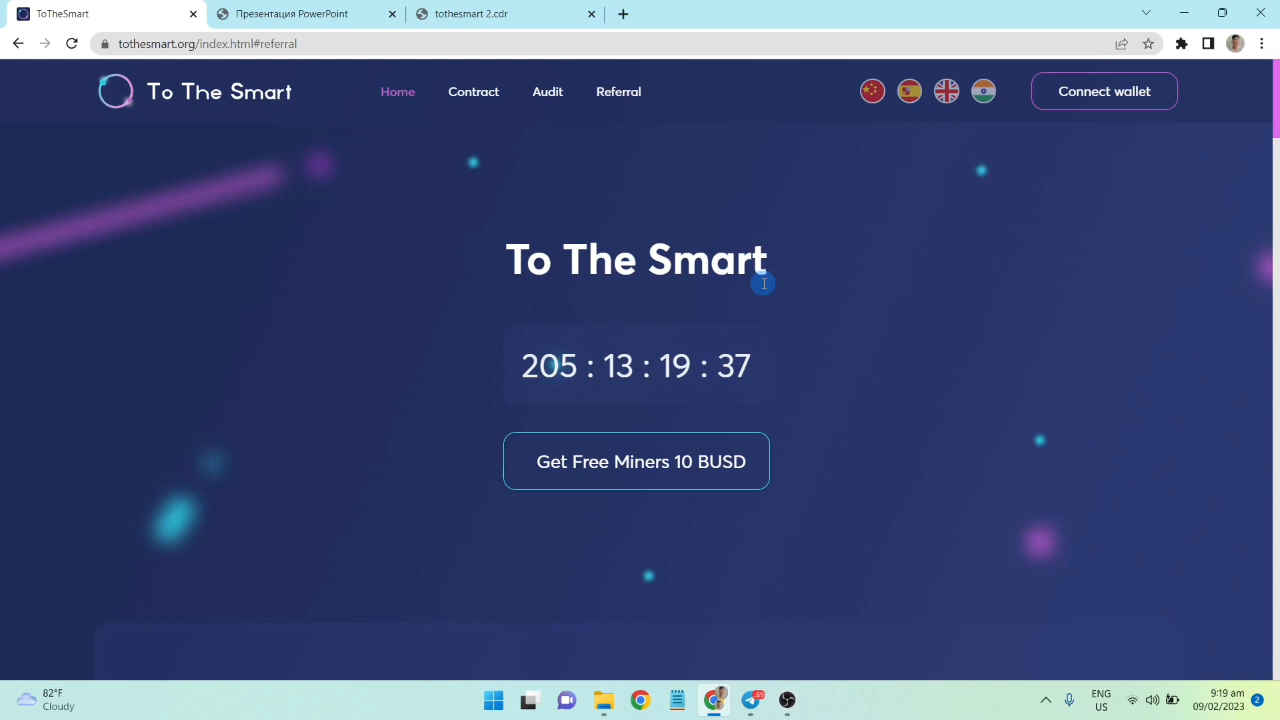 ToTheSmart
Презентация PowerPoint
tothesmart 2.cdr
tothesmart.org/index.html#referral
To The Smart
Home
Contract
Audit
Referral
Connect wallet
To The Smart
205 : 13 : 19 : 37
Get Free Miners 10 BUSD
82°F
Cloudy
ENG
US
9:19 am
09/02/2023
2